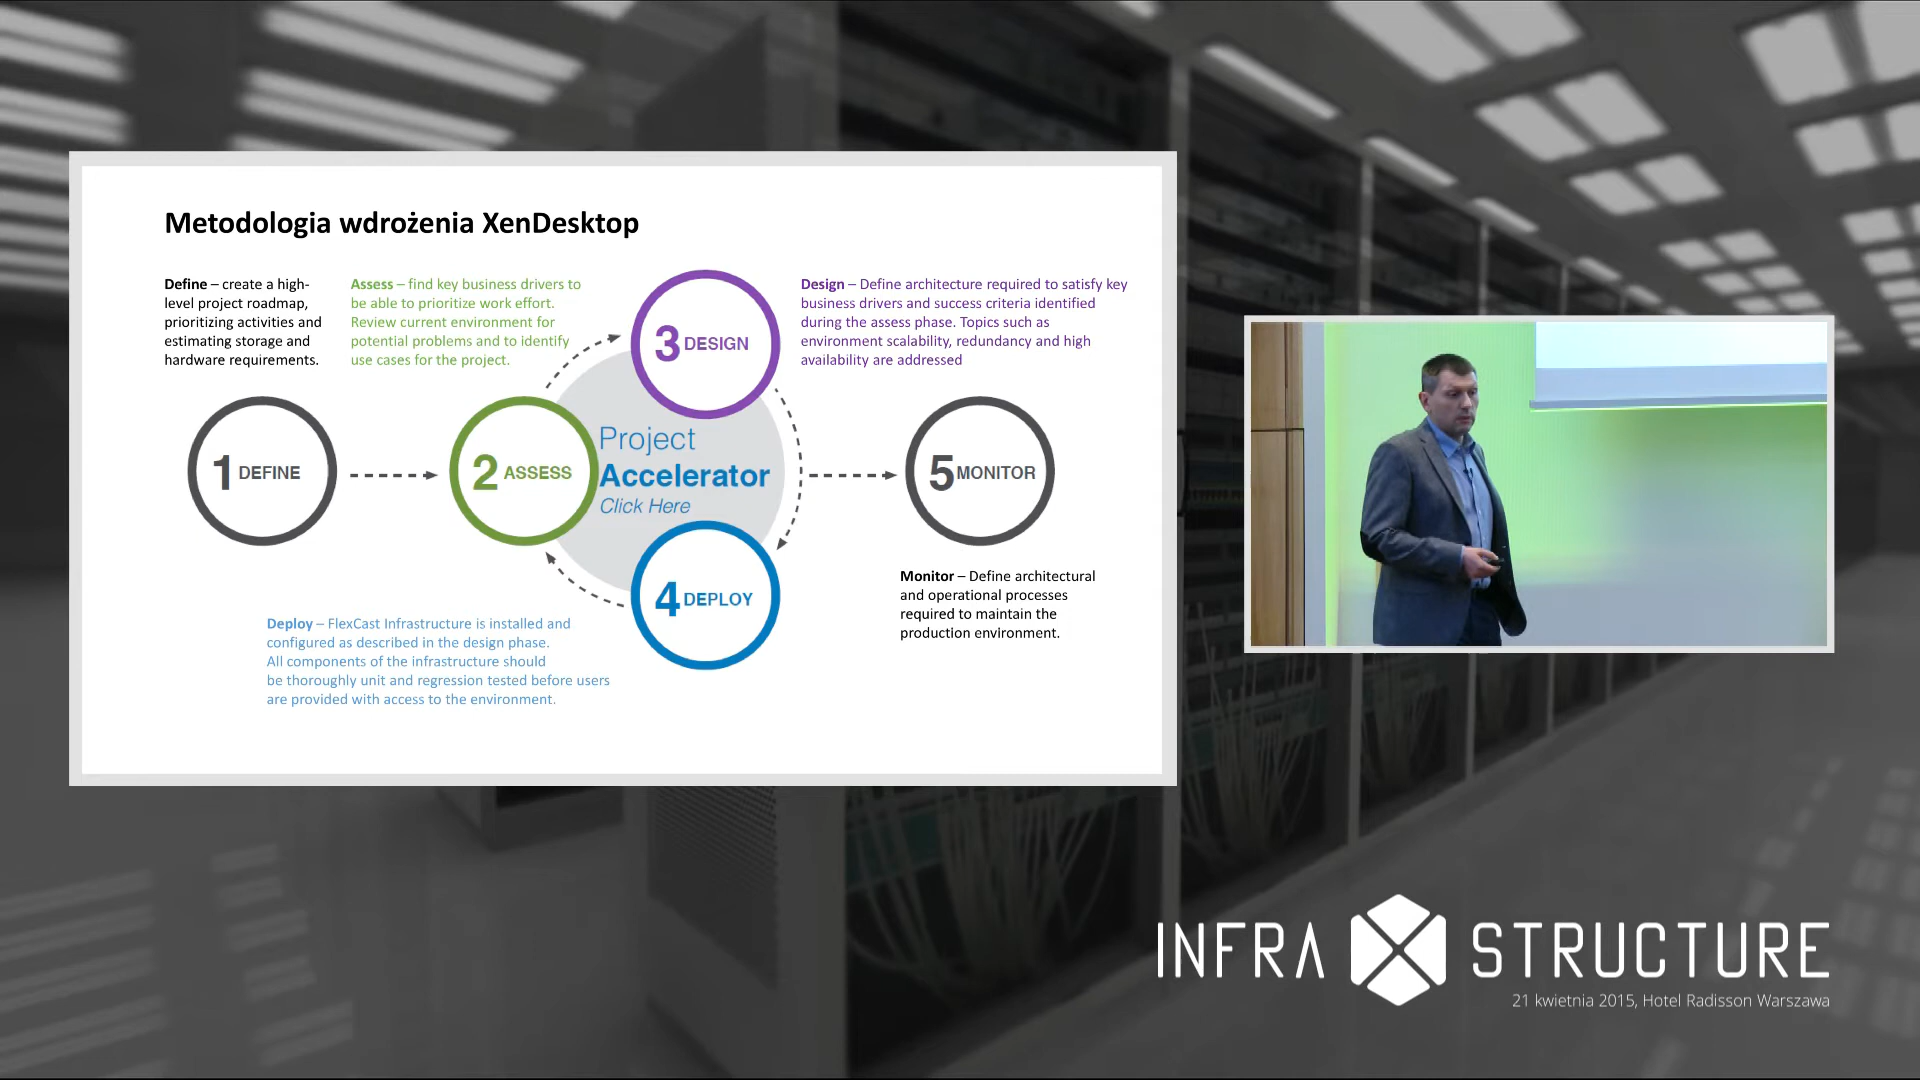 Metodologia wdrożenia XenDesktop
Define – create a high-
level project roadmap,
prioritizing activities and
estimating storage and
hardware requirements.
Assess – find key business drivers to
be able to prioritize work effort.
Review current environment for
potential problems and to identify
use cases for the project.
3 DESIGN
Design – Define architecture required to satisfy key
business drivers and success criteria identified
during the assess phase. Topics such as
environment scalability, redundancy and high
availability are addressed
1 DEFINE
2 ASSESS
Project
Accelerator
Click Here
5 MONITOR
4 DEPLOY
Monitor – Define architectural
and operational processes
required to maintain the
production environment.
Deploy – FlexCast Infrastructure is installed and
configured as described in the design phase.
All components of the infrastructure should
be thoroughly unit and regression tested before users
are provided with access to the environment.
INFRA STRUCTURE
21 kwietnia 2015, Hotel Radisson Warszawa